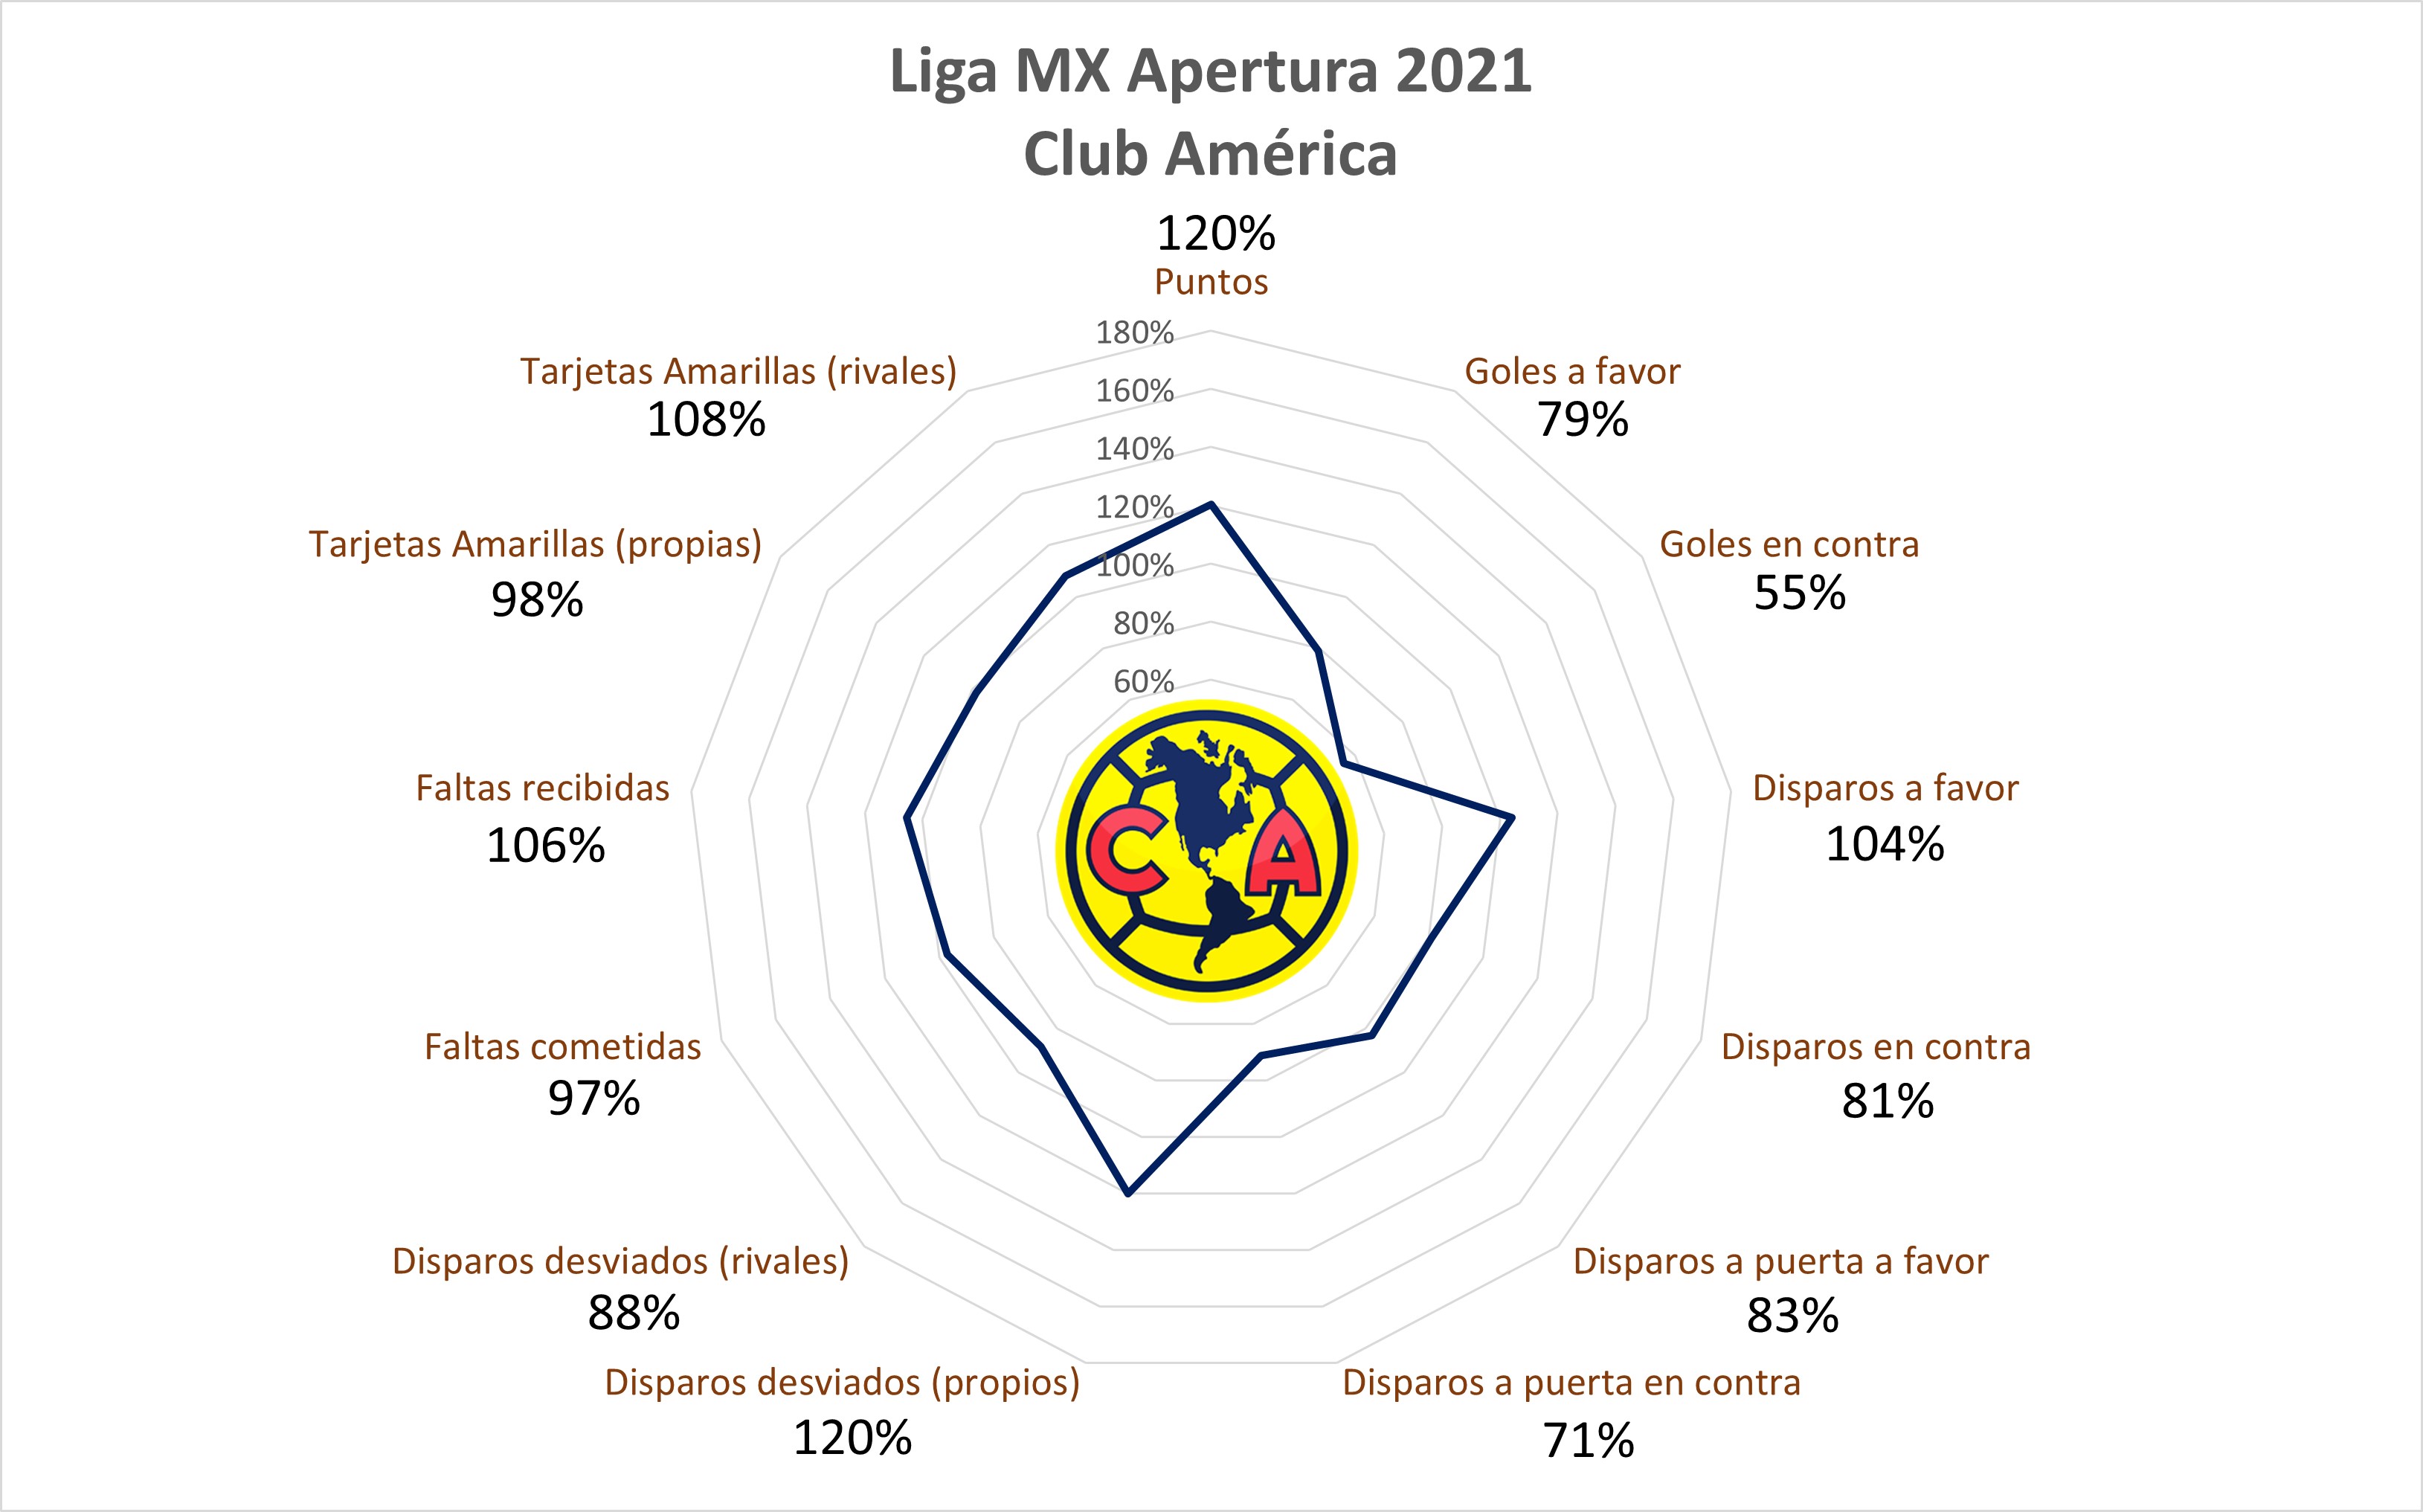 Liga MX Apertura 2021
Club América
120%
Puntos
180%
160%
140%
120%
100%
80%
60%
Goles a favor
79%
Goles en contra
55%
Disparos a favor
104%
Disparos en contra
81%
Disparos a puerta a favor
83%
Disparos a puerta en contra
71%
Disparos desviados (propios)
120%
Disparos desviados (rivales)
88%
Faltas cometidas
97%
Faltas recibidas
106%
Tarjetas Amarillas (propias)
98%
Tarjetas Amarillas (rivales)
108%
C A